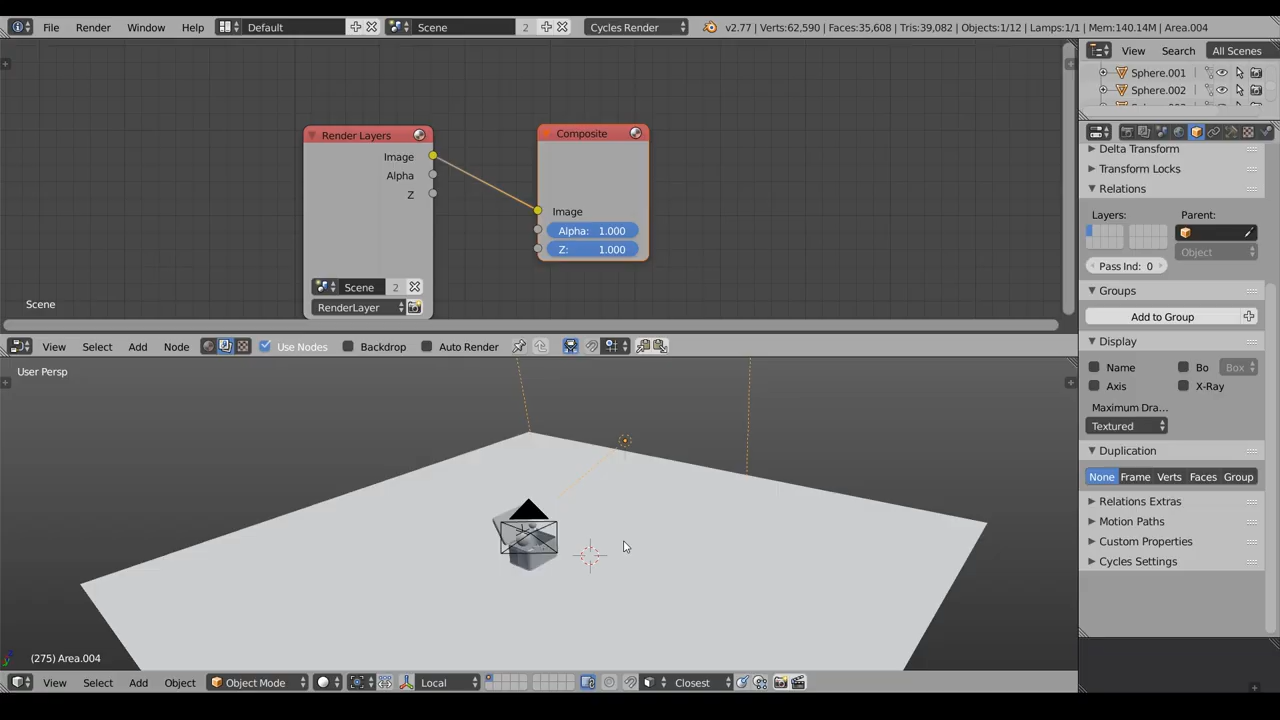 File Render Window Help Default Scene 2 Cycles Render v2.77 | Verts:62,590 | Faces:35,608 | Tris:39,082 | Objects:1/12 | Lamps:1/1 | Mem:140.14M | Area.004
View Search All Scenes
Sphere.001
Sphere.002
Render Layers
Image
Alpha
Z
Scene 2
RenderLayer
Composite
Image
Alpha: 1.000
Z: 1.000
Scene
View Select Add Node Use Nodes Backdrop Auto Render
User Persp
(275) Area.004
View Select Add Object Object Mode Local Closest
Delta Transform
Transform Locks
Relations
Layers: Parent:
Object
Pass Ind: 0
Groups
Add to Group
Display
Name Bo Box
Axis X-Ray
Maximum Dra...
Textured
Duplication
None Frame Verts Faces Group
Relations Extras
Motion Paths
Custom Properties
Cycles Settings